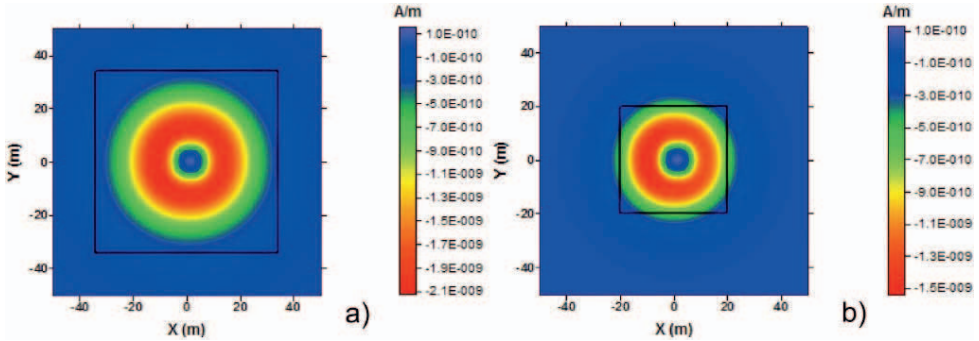 A/m
40
20
0
-20
-40
Y (m)
-40
-20
0
20
40
X (m)
1.0E-010
-1.0E-010
-3.0E-010
-5.0E-010
-7.0E-010
-9.0E-010
-1.1E-009
-1.3E-009
-1.5E-009
-1.7E-009
-1.9E-009
-2.1E-009
a)
A/m
40
20
0
-20
-40
Y (m)
-40
-20
0
20
40
X (m)
1.0E-010
-1.0E-010
-3.0E-010
-5.0E-010
-7.0E-010
-9.0E-010
-1.1E-009
-1.3E-009
-1.5E-009
b)